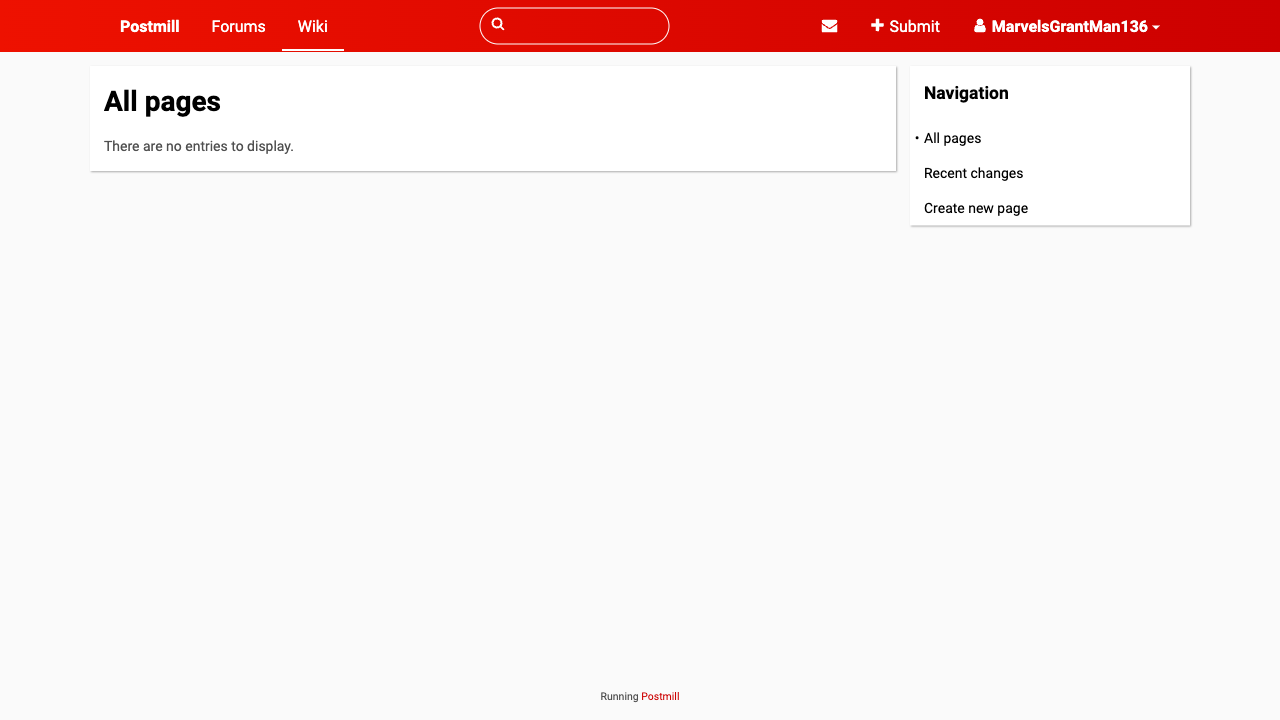 Postmill
Forums
Wiki
Submit
MarvelsGrantMan136
All pages
There are no entries to display.
Navigation
• All pages
Recent changes
Create new page
Running Postmill